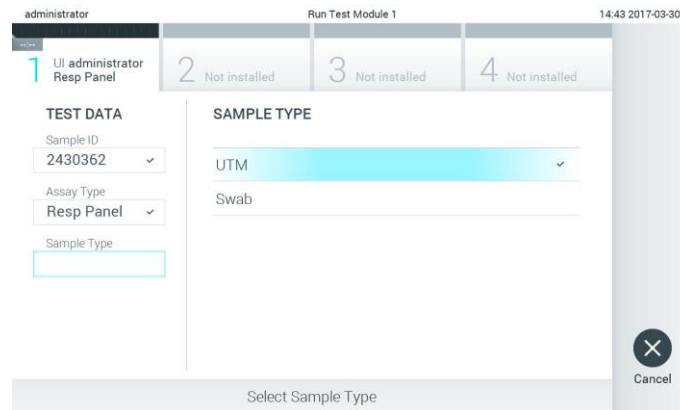 administrator Run Test Module 1 14:43 2017-03-30
--:--
1 UI administrator 2 Not installed 3 Not installed 4 Not installed
Resp Panel
TEST DATA
Sample ID
2430362
Assay Type
Resp Panel
Sample Type
SAMPLE TYPE
UTM
Swab
Cancel
Select Sample Type